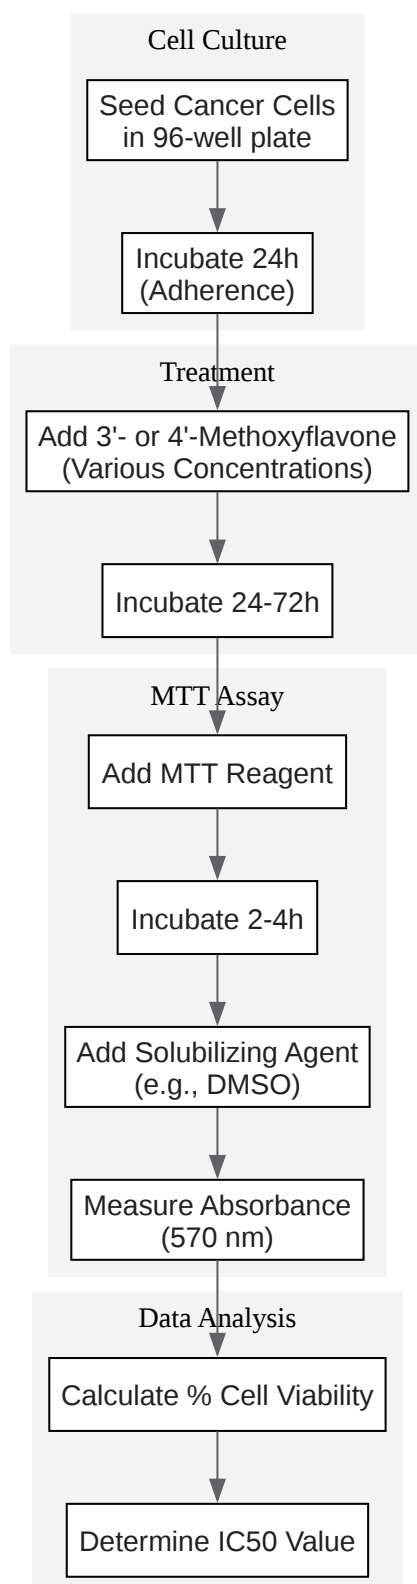 Cell Culture
Seed Cancer Cells
in 96-well plate
Incubate 24h
(Adherence)
Treatment
Add 3'- or 4'-Methoxyflavone
(Various Concentrations)
Incubate 24-72h
MTT Assay
Add MTT Reagent
Incubate 2-4h
Add Solubilizing Agent
(e.g., DMSO)
Measure Absorbance
(570 nm)
Data Analysis
Calculate % Cell Viability
Determine IC50 Value